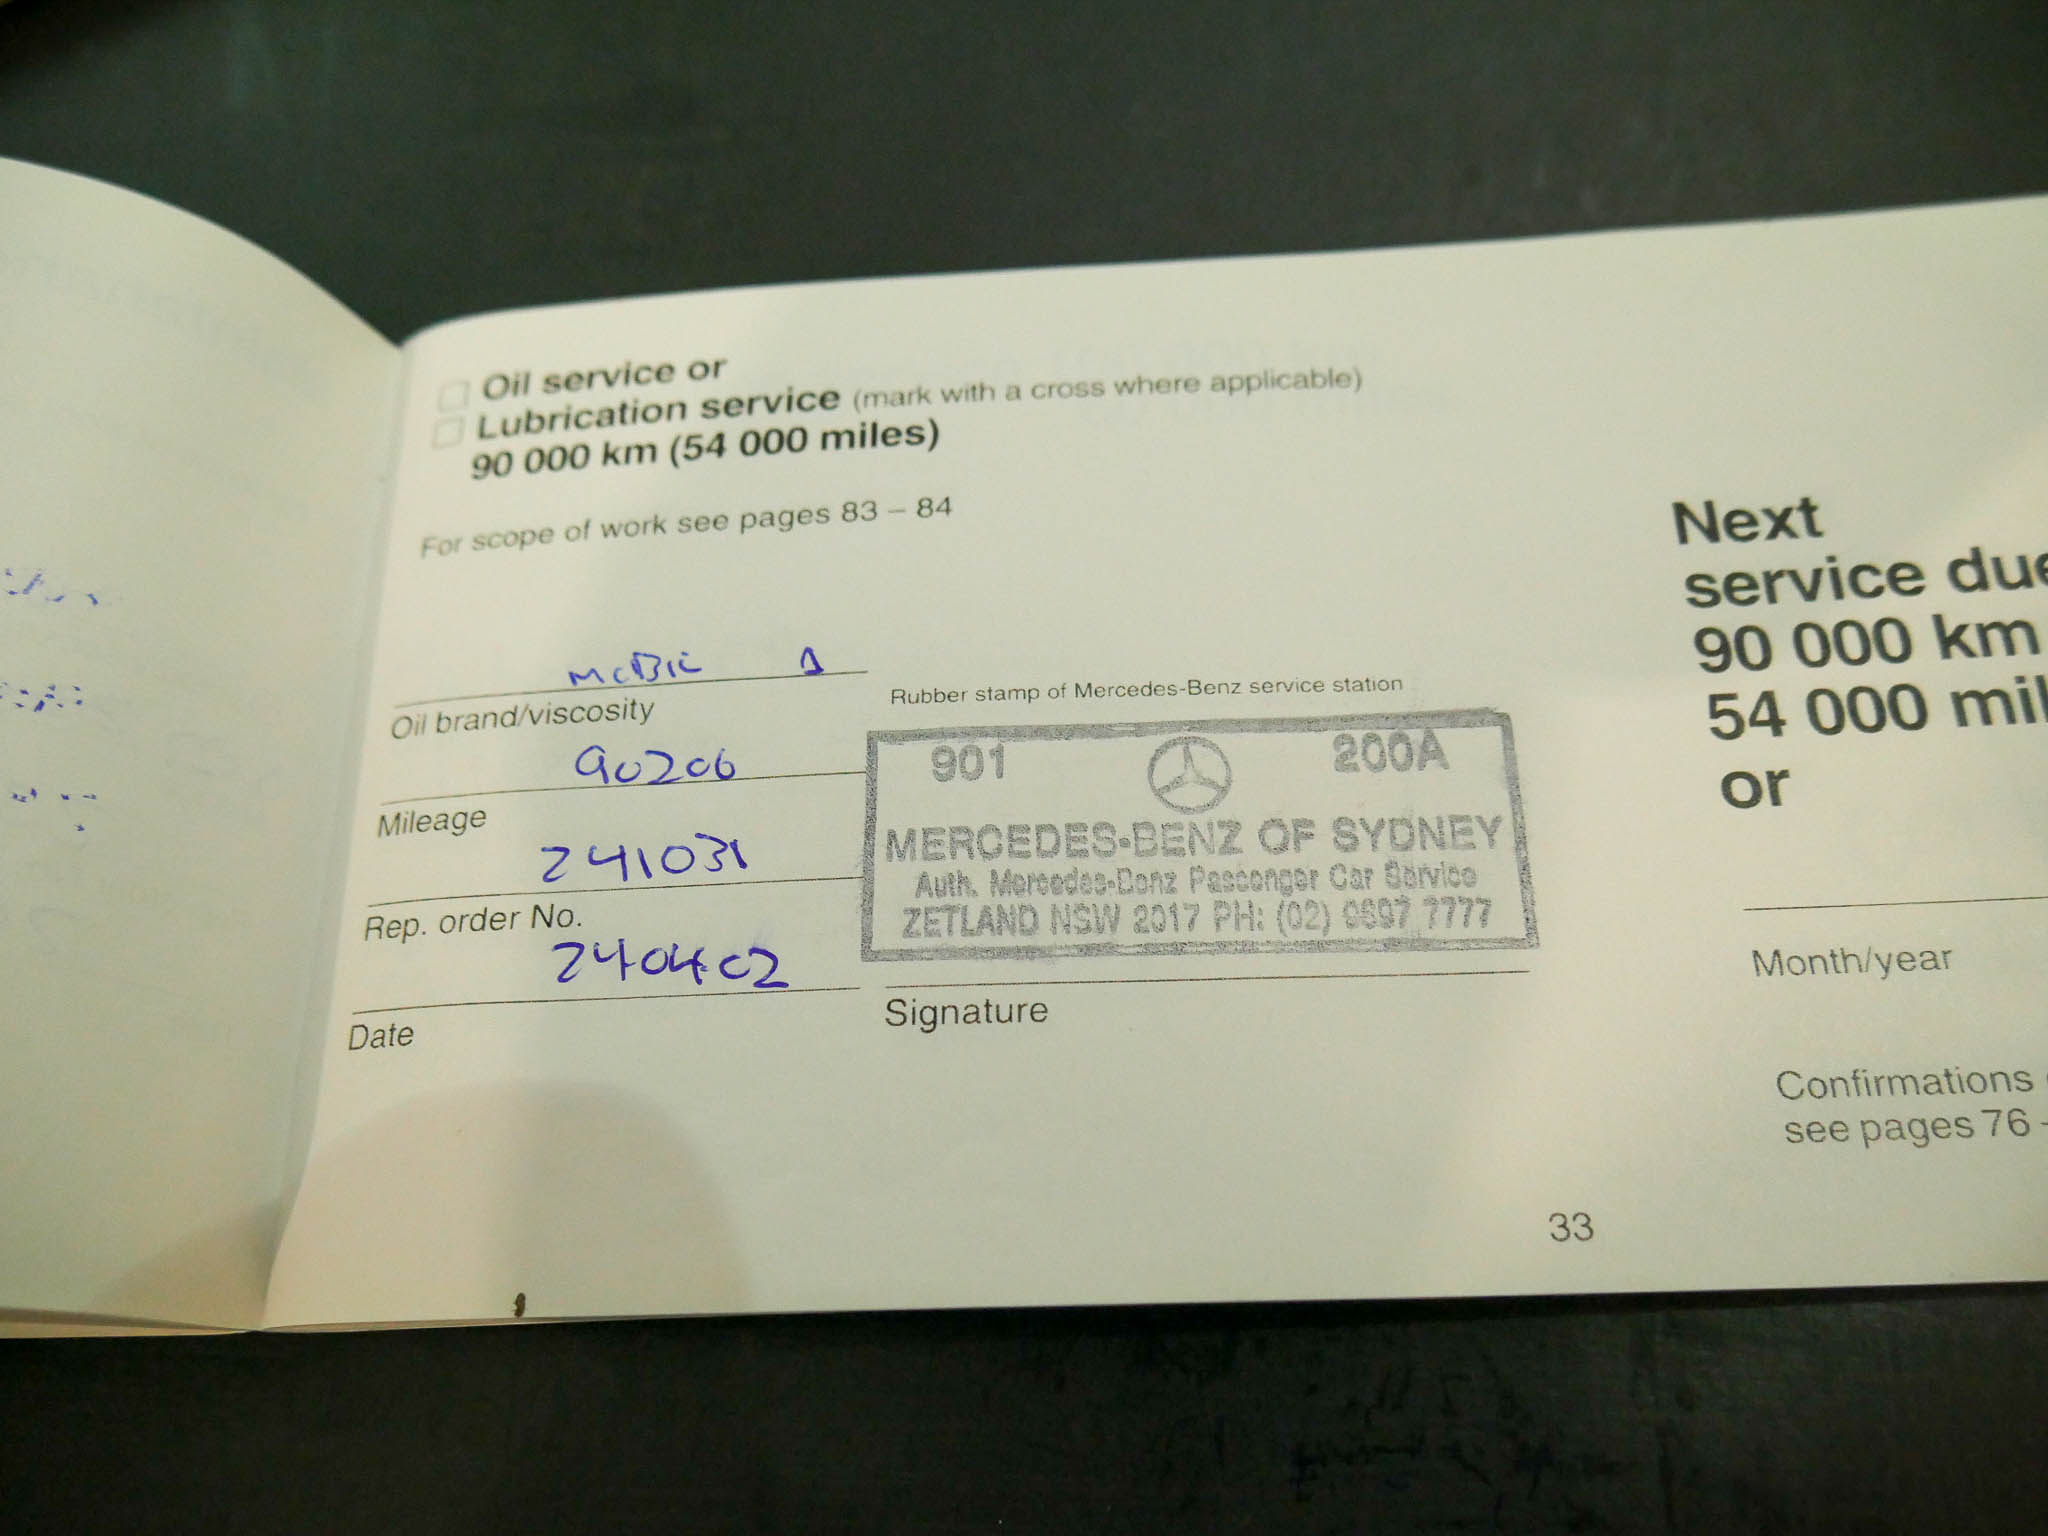 Oil service or
Lubrication service (mark with a cross where applicable)
90 000 km (54 000 miles)
For scope of work see pages 83 – 84
Oil brand/viscosity
90206
Mileage
241031
Rep. order No.
240402
Date
Rubber stamp of Mercedes-Benz service station
901 200A
MERCEDES-BENZ OF SYDNEY
Auth. Mercedes-Benz Passenger Car Service
ZETLAND NSW 2017 PH: (02) 9697 7777
Signature
Next
service due
90 000 km
54 000 mil
or
Month/year
Confirmations
see pages 76 -
33